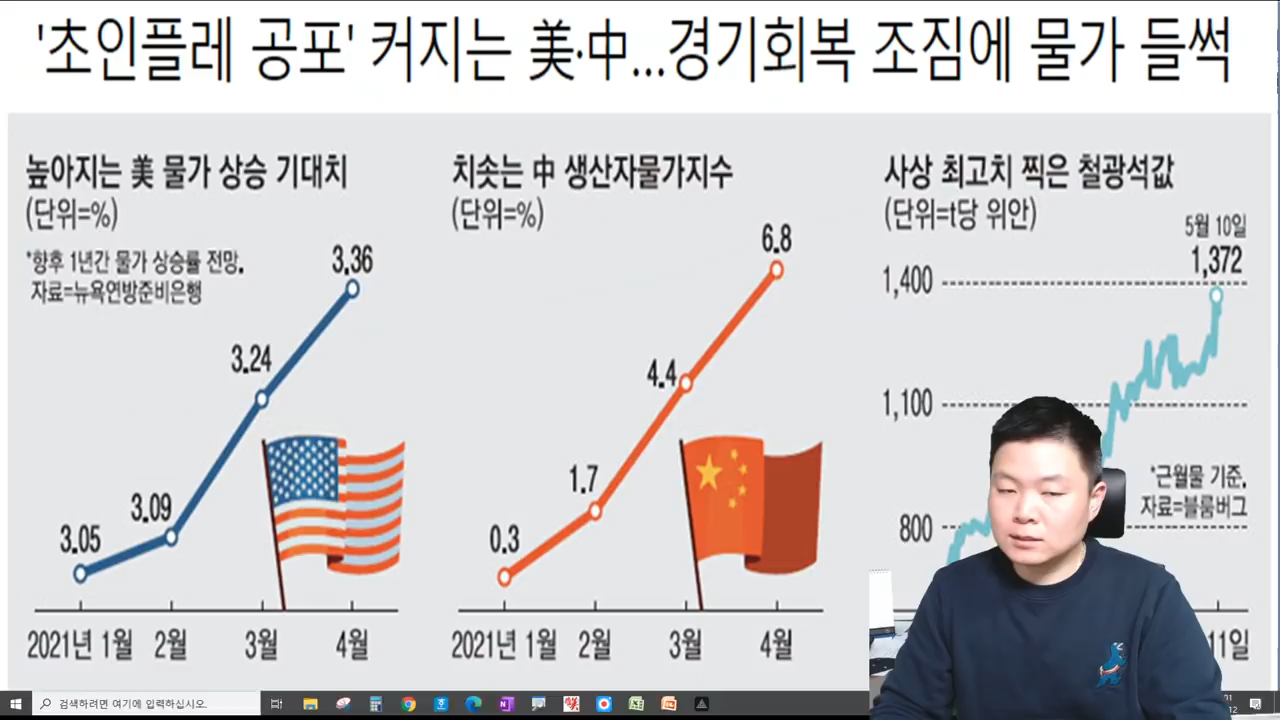 '초인플레 공포' 커지는 美·中...경기회복 조짐에 물가 들썩
높아지는 美 물가 상승 기대치
(단위=%)
*향후 1년간 물가 상승률 전망.
자료=뉴욕연방준비은행
3.36
3.24
3.09
3.05
2021년 1월 2월 3월 4월
치솟는 中 생산자물가지수
(단위=%)
6.8
4.4
1.7
0.3
2021년 1월 2월 3월 4월
사상 최고치 찍은 철광석값
(단위=t당 위안)
5월 10일
1,372
1,400
1,100
800
*근월물 기준.
자료=블룸버그
11일
검색하려면 여기에 입력하십시오.